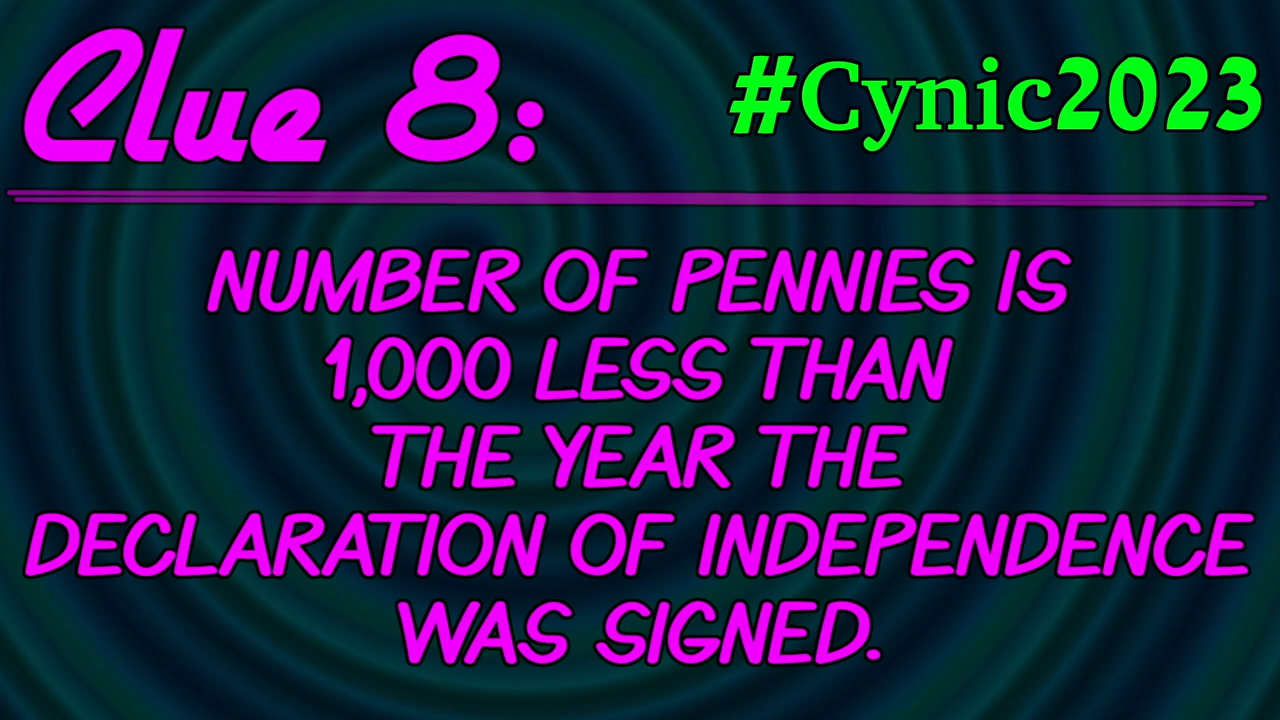 Clue 8:
#Cynic2023
NUMBER OF PENNIES IS
1,000 LESS THAN
THE YEAR THE
DECLARATION OF INDEPENDENCE
WAS SIGNED.